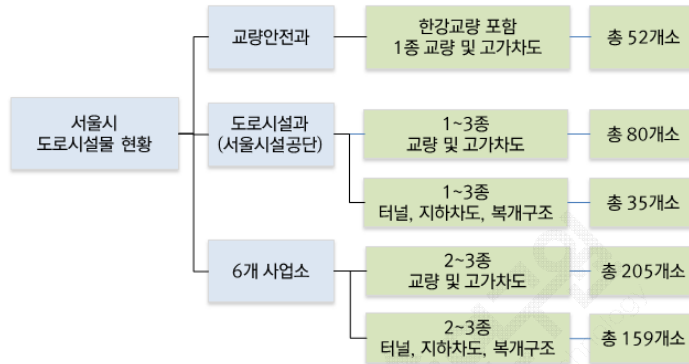 서울시
도로시설물 현황
교량안전과
한강교량 포함
1종 교량 및 고가차도
총 52개소
도로시설과
(서울시설공단)
1~3종
교량 및 고가차도
총 80개소
1~3종
터널, 지하차도, 복개구조
총 35개소
6개 사업소
2~3종
교량 및 고가차도
총 205개소
2~3종
터널, 지하차도, 복개구조
총 159개소